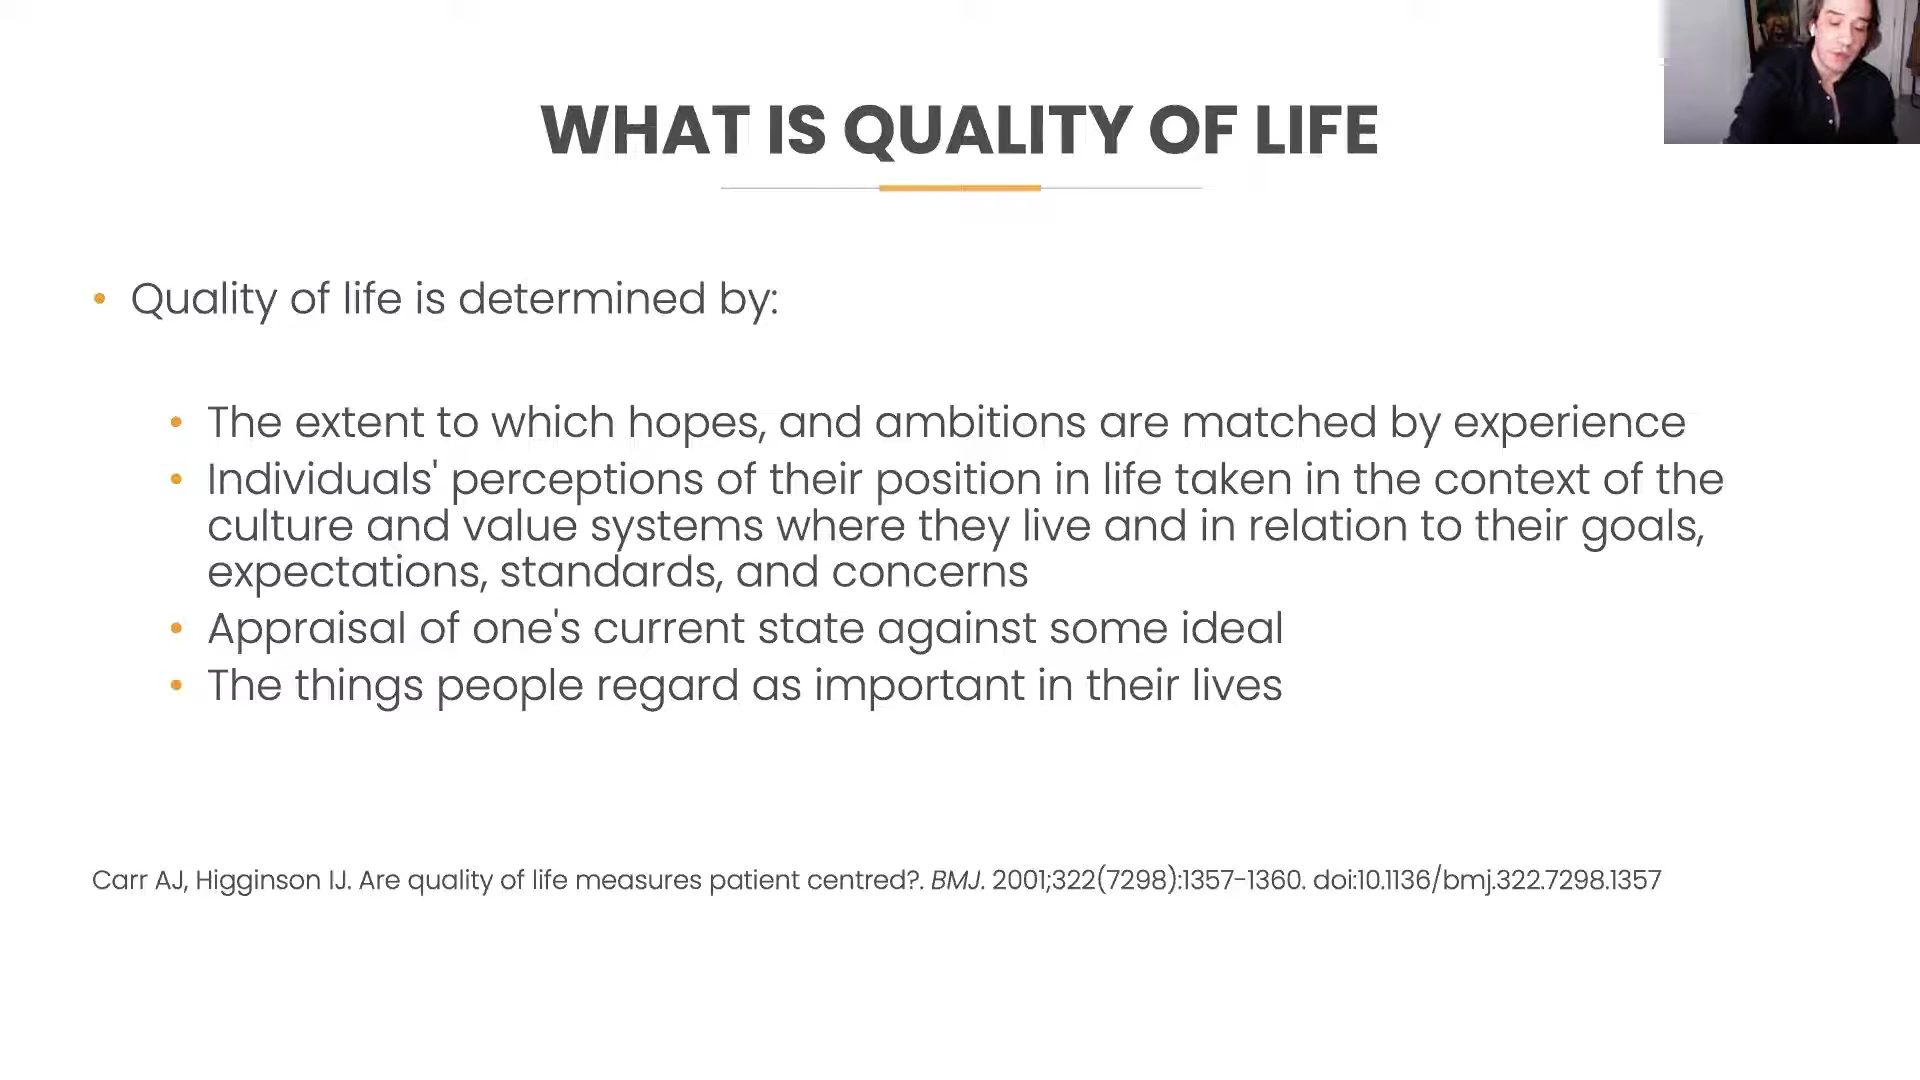 WHAT IS QUALITY OF LIFE
• Quality of life is determined by:
• The extent to which hopes, and ambitions are matched by experience
• Individuals' perceptions of their position in life taken in the context of the
culture and value systems where they live and in relation to their goals,
expectations, standards, and concerns
• Appraisal of one's current state against some ideal
• The things people regard as important in their lives
Carr AJ, Higginson IJ. Are quality of life measures patient centred?. BMJ. 2001;322(7298):1357-1360. doi:10.1136/bmj.322.7298.1357